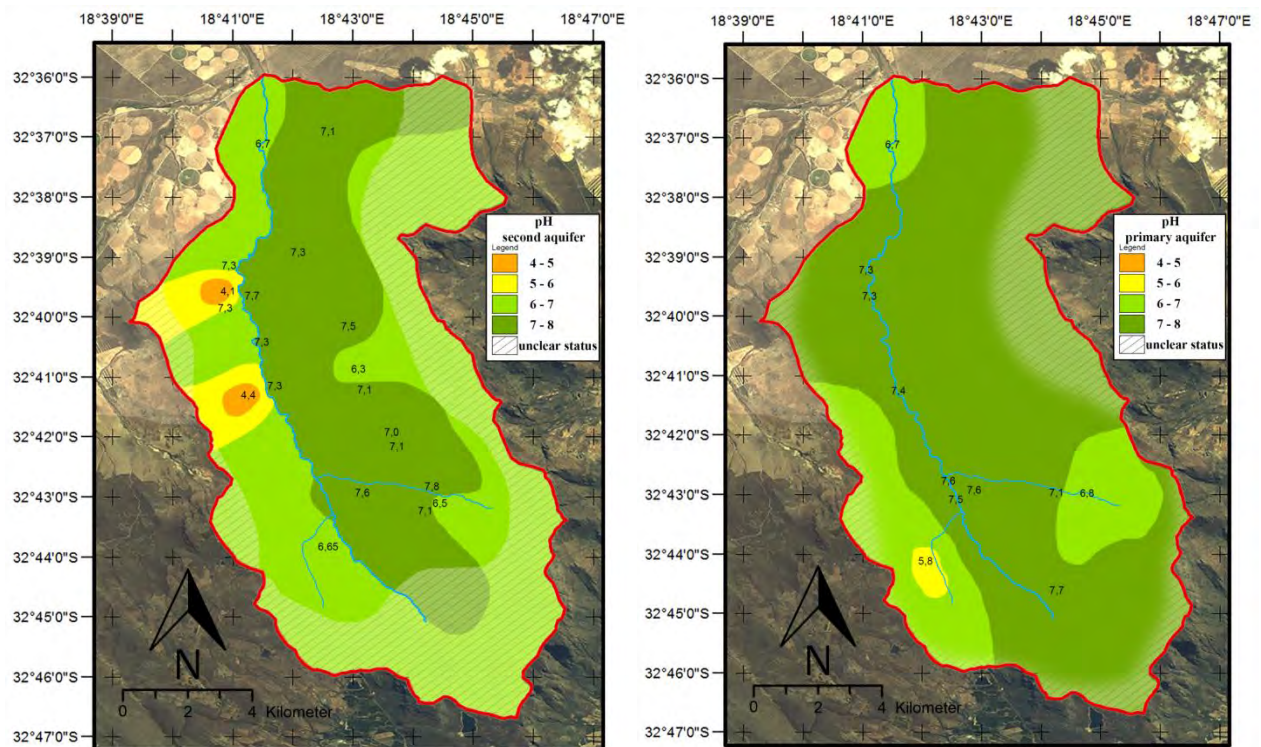 18°39'0"E 18°41'0"E 18°43'0"E 18°45'0"E 18°47'0"E
32°36'0"S
32°37'0"S
32°38'0"S
32°39'0"S
32°40'0"S
32°41'0"S
32°42'0"S
32°43'0"S
32°44'0"S
32°45'0"S
32°46'0"S
32°47'0"S
6,7
7,1
7,3
7,3
4,1
7,7
7,3
7,5
7,3
6,3
7,3
7,1
4,4
7,0
7,1
7,8
7,6
6,5
7,1
6,65
pH
second aquifer
Legend
4 - 5
5 - 6
6 - 7
7 - 8
unclear status
N
0 2 4 Kilometer
18°39'0"E 18°41'0"E 18°43'0"E 18°45'0"E 18°47'0"E
32°36'0"S
32°37'0"S
32°38'0"S
32°39'0"S
32°40'0"S
32°41'0"S
32°42'0"S
32°43'0"S
32°44'0"S
32°45'0"S
32°46'0"S
32°47'0"S
6,7
7,3
7,3
7,4
7,6
7,6
7,5
7,1
5,8
7,7
pH
primary aquifer
Legend
4 - 5
5 - 6
6 - 7
7 - 8
unclear status
N
0 2 4 Kilometer